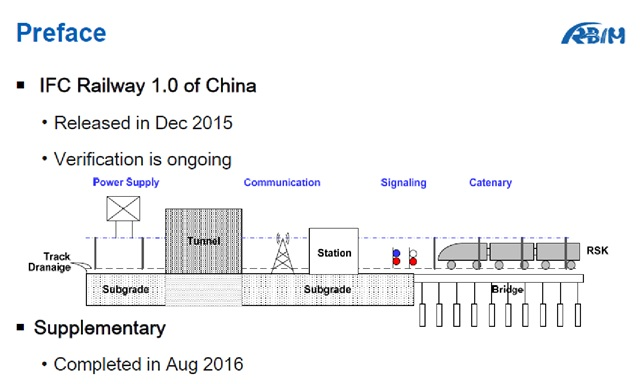 Preface
RBIM
▪ IFC Railway 1.0 of China
• Released in Dec 2015
• Verification is ongoing
Power Supply Communication Signaling Catenary
Tunnel
Station
RSK
Track
Dranaige
Subgrade Subgrade Bridge
▪ Supplementary
• Completed in Aug 2016